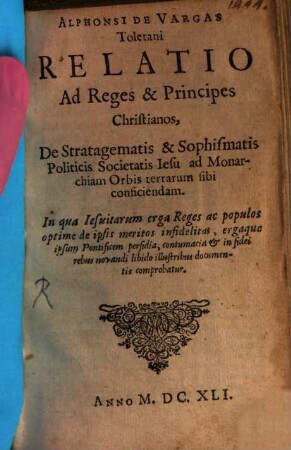 1444.
ALPHONSI DE VARGAS
Toletani
RELATIO
Ad Reges & Principes
Christianos,
De Stratagematis & Sophismatis
Politicis Societatis Iesu ad Monar-
chiam Orbis terrarum sibi
conficiendam.
In qua Iesuitarum erga Reges ac populos
optime de ipsis meritos infidelitas, ergaque
ipsum Pontificem perfidia, contumacia & in fidei
rebus novandi libido illustribus documen-
tis comprobatur.
R
ANNO M. DC. XLI.